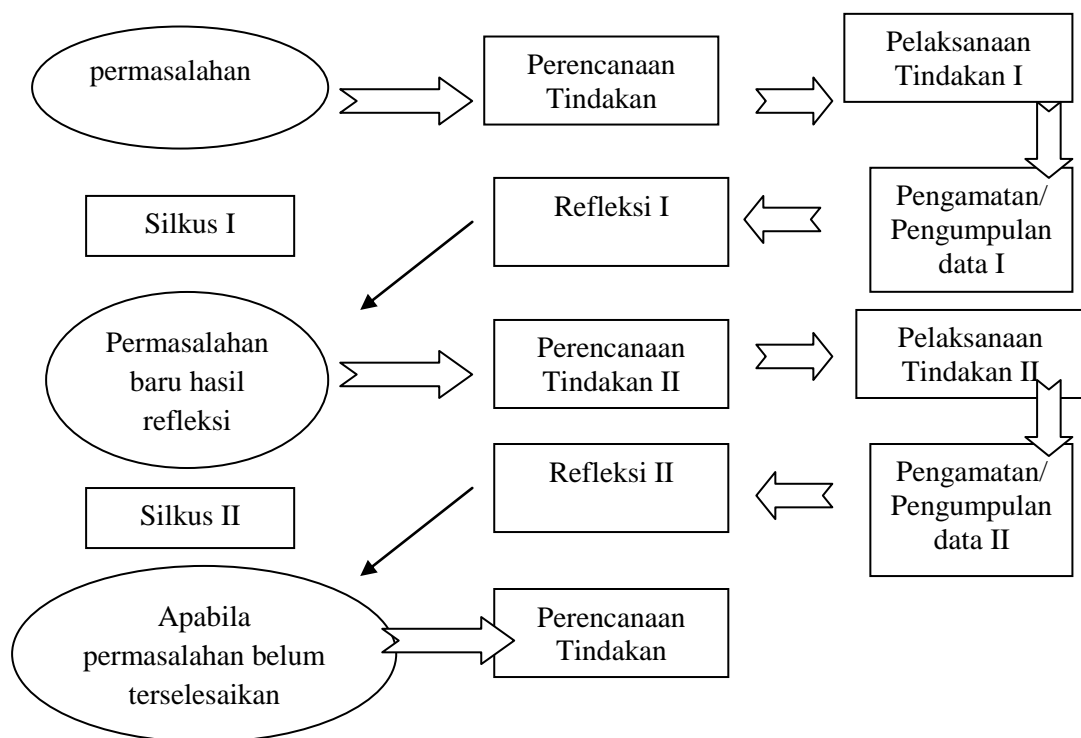 permasalahan
Perencanaan
Tindakan
Pelaksanaan
Tindakan I
Silkus I
Refleksi I
Pengamatan/
Pengumpulan
data I
Permasalahan
baru hasil
refleksi
Perencanaan
Tindakan II
Pelaksanaan
Tindakan II
Silkus II
Refleksi II
Pengamatan/
Pengumpulan
data II
Apabila
permasalahan belum
terselesaikan
Perencanaan
Tindakan